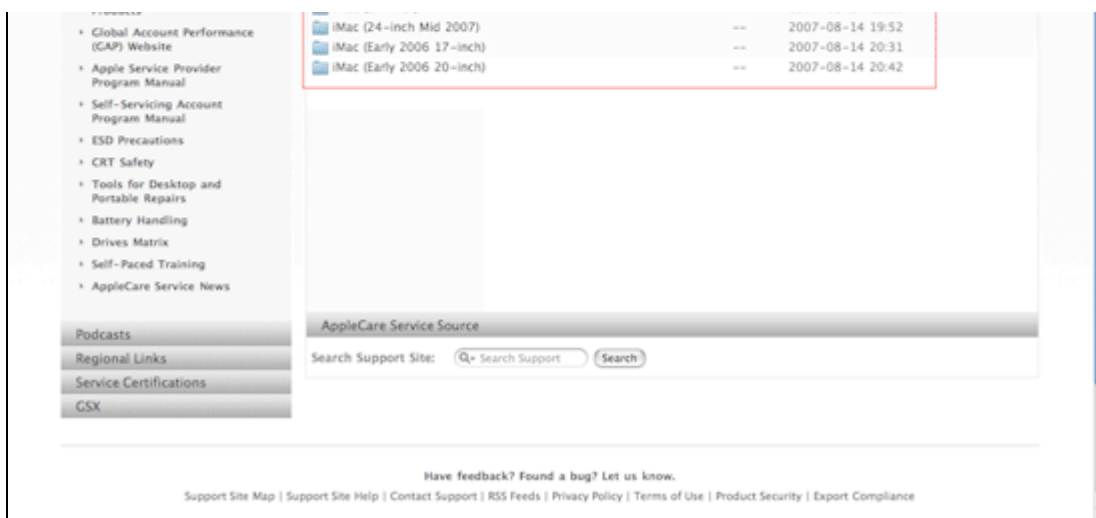 Products
› Global Account Performance
(GAP) Website
› Apple Service Provider
Program Manual
› Self-Servicing Account
Program Manual
› ESD Precautions
› CRT Safety
› Tools for Desktop and
Portable Repairs
› Battery Handling
› Drives Matrix
› Self-Paced Training
› AppleCare Service News
Podcasts
Regional Links
Service Certifications
GSX
iMac (24-inch Mid 2007) -- 2007-08-14 19:52
iMac (Early 2006 17-inch) -- 2007-08-14 20:31
iMac (Early 2006 20-inch) -- 2007-08-14 20:42
AppleCare Service Source
Search Support Site: Search Support Search
Have feedback? Found a bug? Let us know.
Support Site Map | Support Site Help | Contact Support | RSS Feeds | Privacy Policy | Terms of Use | Product Security | Export Compliance